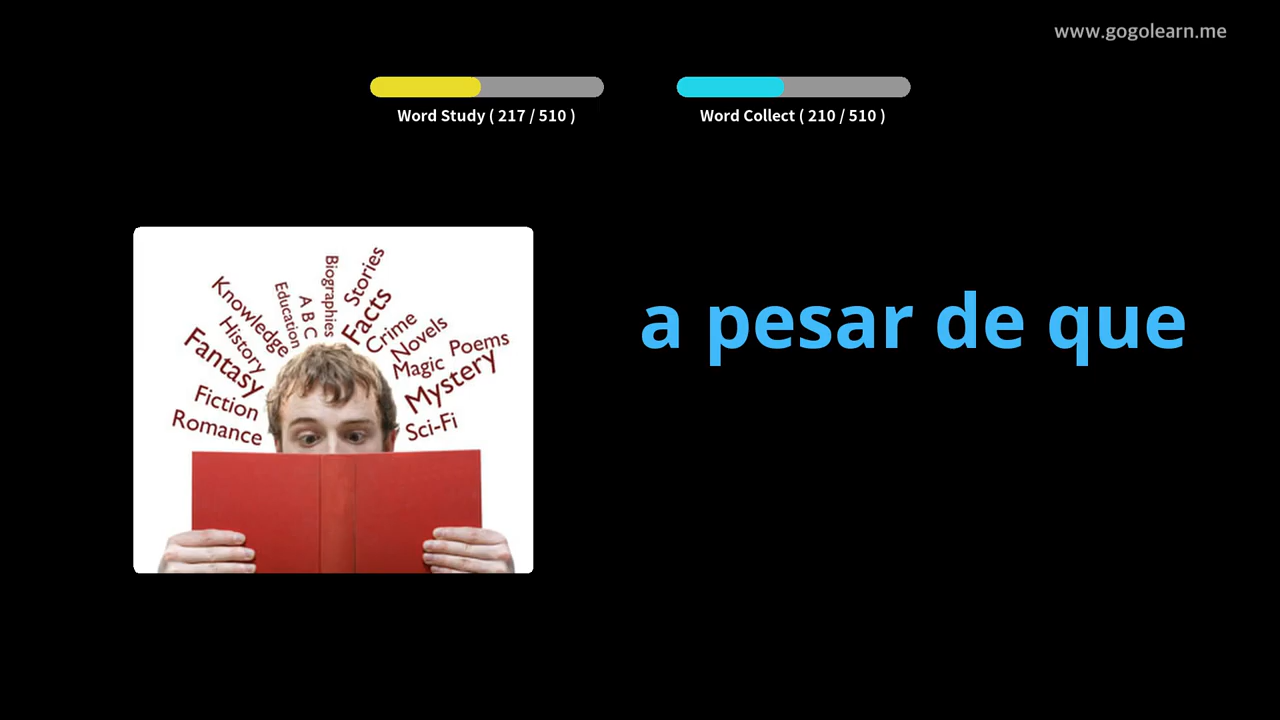 www.gogolearn.me
Word Study ( 217 / 510 )
Word Collect ( 210 / 510 )
a pesar de que
Biographies
Stories
Knowledge
Education
A B C
Facts
Crime
History
Novels
Fantasy
Magic
Poems
Mystery
Fiction
Romance
Sci-Fi